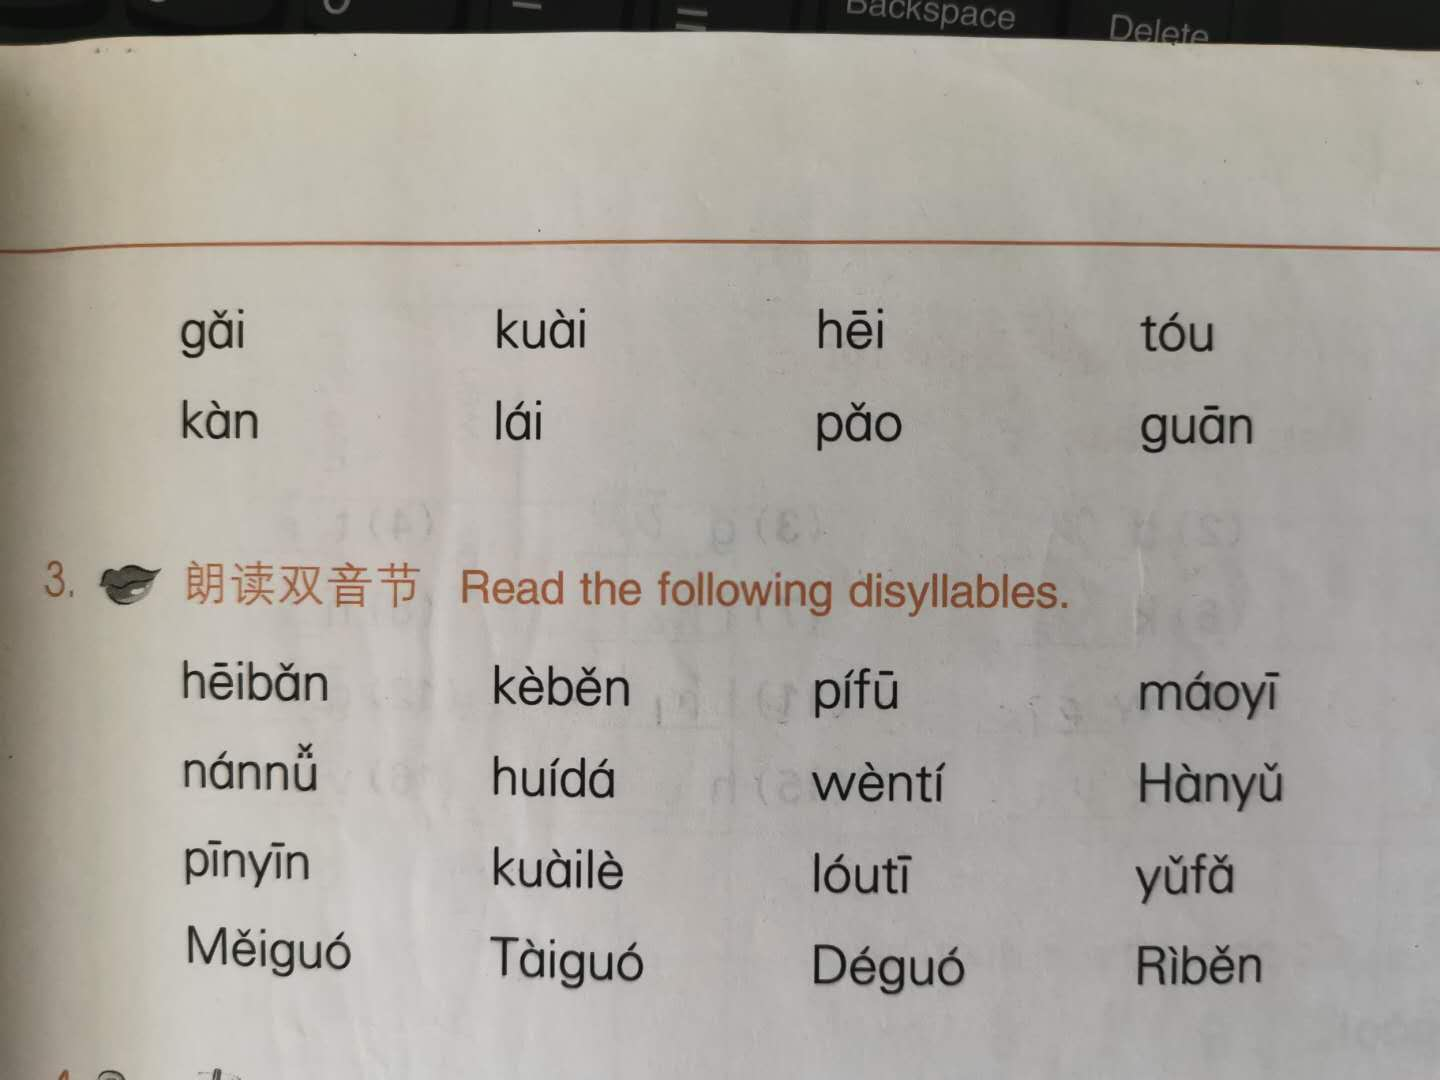 Backspace Delete
gǎi kuài hēi tóu
kàn lái pǎo guān
3. 朗读双音节 Read the following disyllables.
hēibǎn kèběn pífū máoyī
nánnǚ huídá wèntí Hànyǔ
pīnyīn kuàilè lóutī yǔfǎ
Měiguó Tàiguó Déguó Rìběn